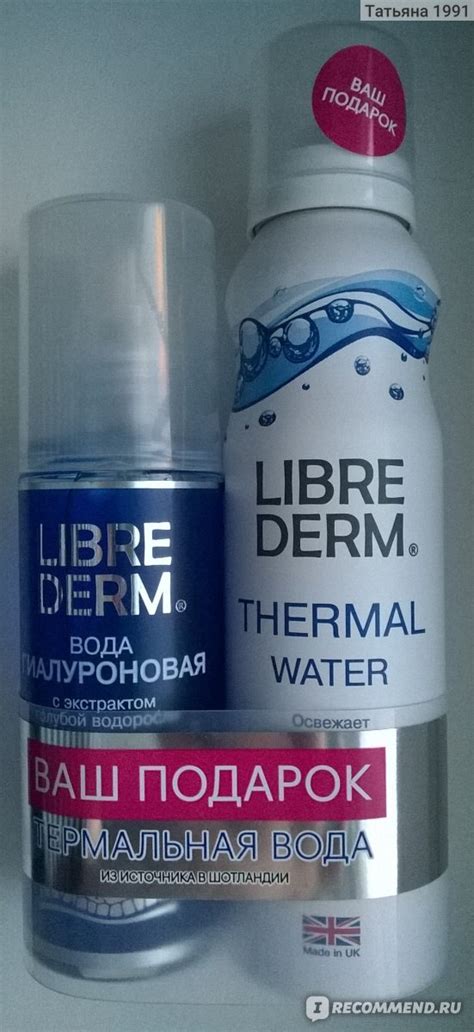 Татьяна 1991
ВАШ
ПОДАРОК
LIBRE
DERM®
THERMAL
WATER
Освежает
LIBRE
DERM®
ВОДА
ГИАЛУРОНОВАЯ
с экстрактом
ВАШ ПОДАРОК
ТЕРМАЛЬНАЯ ВОДА
ИЗ ИСТОЧНИКА В ШОТЛАНДИИ
Made in UK
IRECOMMEND.RU